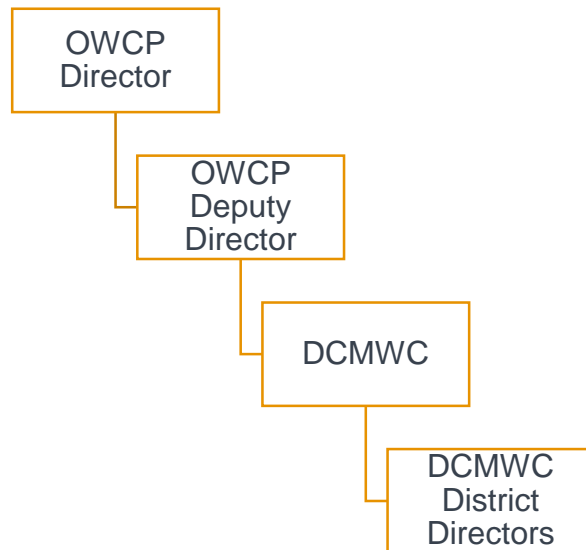 OWCP
Director
OWCP
Deputy
Director
DCMWC
DCMWC
District
Directors